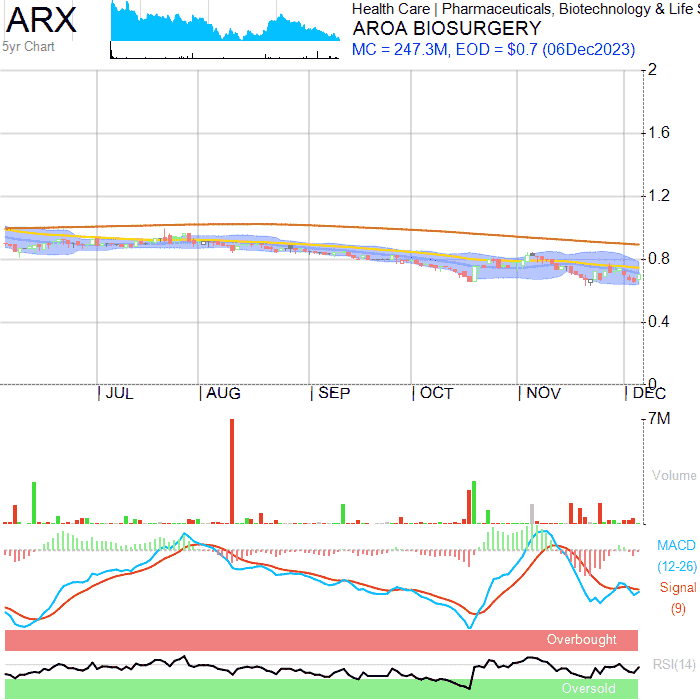 ARX
5yr Chart
Health Care | Pharmaceuticals, Biotechnology & Life S
AROA BIOSURGERY
MC = 247.3M, EOD = $0.7 (06Dec2023)
2
1.6
1.2
0.8
0.4
0
JUL AUG SEP OCT NOV DEC
7M
Volume
MACD
(12-26)
Signal
(9)
Overbought
RSI(14)
Oversold